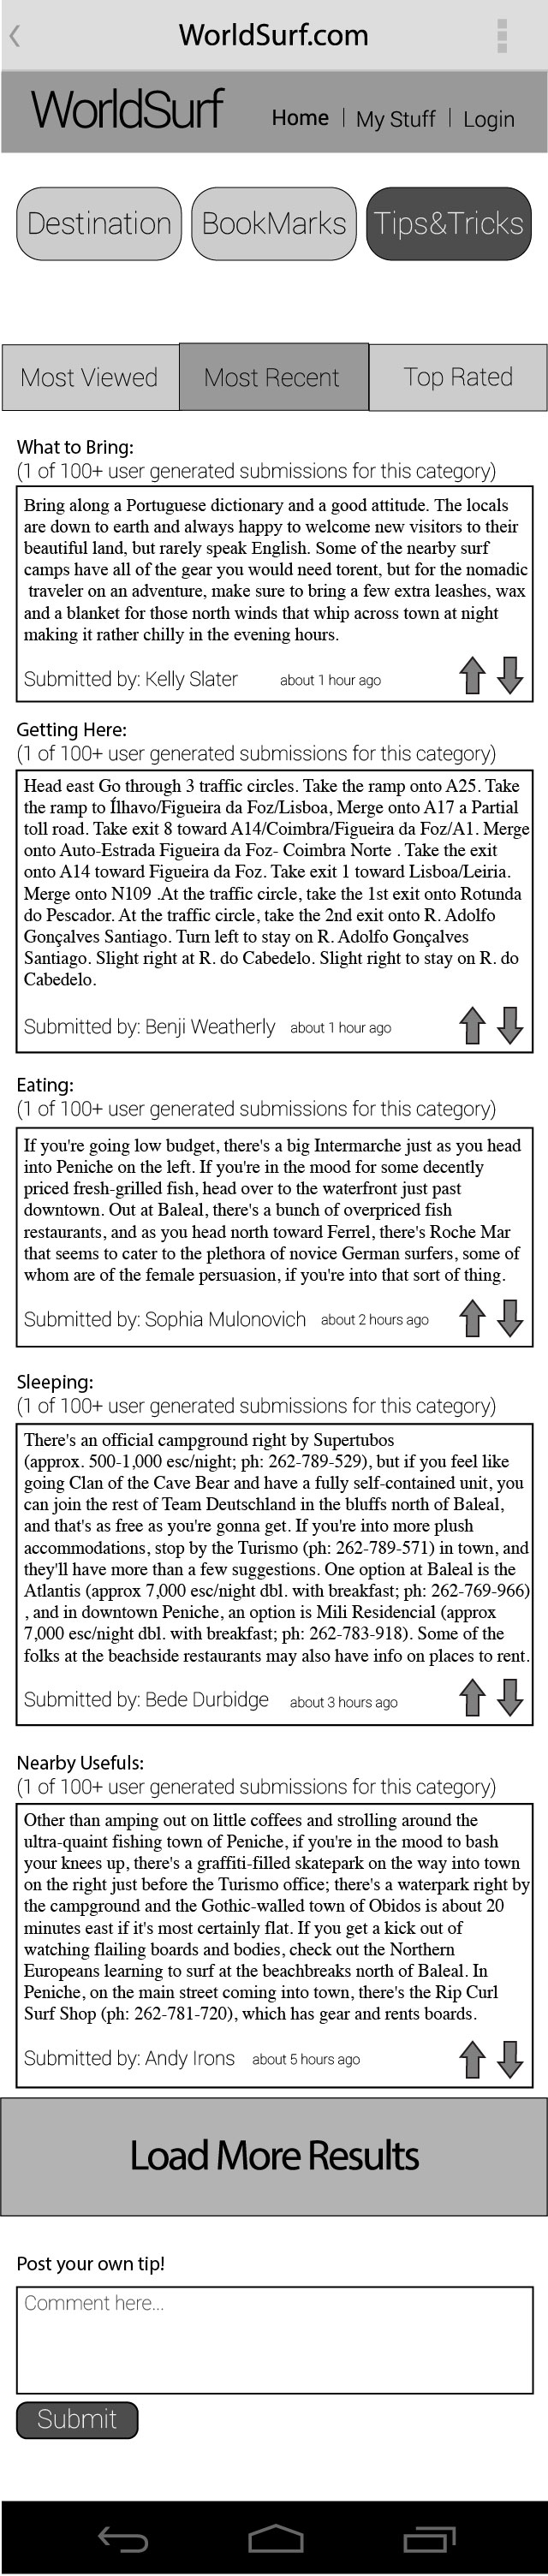 WorldSurf.com
WorldSurf Home | My Stuff | Login
Destination BookMarks Tips&Tricks
Most Viewed Most Recent Top Rated
What to Bring:
(1 of 100+ user generated submissions for this category)
Bring along a Portuguese dictionary and a good attitude. The locals
are down to earth and always happy to welcome new visitors to their
beautiful land, but rarely speak English. Some of the nearby surf
camps have all of the gear you would need torent, but for the nomadic
traveler on an adventure, make sure to bring a few extra leashes, wax
and a blanket for those north winds that whip across town at night
making it rather chilly in the evening hours.
Submitted by: Kelly Slater about 1 hour ago
Getting Here:
(1 of 100+ user generated submissions for this category)
Head east Go through 3 traffic circles. Take the ramp onto A25. Take
the ramp to Ílhavo/Figueira da Foz/Lisboa, Merge onto A17 a Partial
toll road. Take exit 8 toward A14/Coimbra/Figueira da Foz/A1. Merge
onto Auto-Estrada Figueira da Foz- Coimbra Norte . Take the exit
onto A14 toward Figueira da Foz. Take exit 1 toward Lisboa/Leiria.
Merge onto N109 .At the traffic circle, take the 1st exit onto Rotunda
do Pescador. At the traffic circle, take the 2nd exit onto R. Adolfo
Gonçalves Santiago. Turn left to stay on R. Adolfo Gonçalves
Santiago. Slight right at R. do Cabedelo. Slight right to stay on R. do
Cabedelo.
Submitted by: Benji Weatherly about 1 hour ago
Eating:
(1 of 100+ user generated submissions for this category)
If you're going low budget, there's a big Intermarche just as you head
into Peniche on the left. If you're in the mood for some decently
priced fresh-grilled fish, head over to the waterfront just past
downtown. Out at Baleal, there's a bunch of overpriced fish
restaurants, and as you head north toward Ferrel, there's Roche Mar
that seems to cater to the plethora of novice German surfers, some of
whom are of the female persuasion, if you're into that sort of thing.
Submitted by: Sophia Mulonovich about 2 hours ago
Sleeping:
(1 of 100+ user generated submissions for this category)
There's an official campground right by Supertubos
(approx. 500-1,000 esc/night; ph: 262-789-529), but if you feel like
going Clan of the Cave Bear and have a fully self-contained unit, you
can join the rest of Team Deutschland in the bluffs north of Baleal,
and that's as free as you're gonna get. If you're into more plush
accommodations, stop by the Turismo (ph: 262-789-571) in town, and
they'll have more than a few suggestions. One option at Baleal is the
Atlantis (approx 7,000 esc/night dbl. with breakfast; ph: 262-769-966)
, and in downtown Peniche, an option is Mili Residencial (approx
7,000 esc/night dbl. with breakfast; ph: 262-783-918). Some of the
folks at the beachside restaurants may also have info on places to rent.
Submitted by: Bede Durbidge about 3 hours ago
Nearby Usefuls:
(1 of 100+ user generated submissions for this category)
Other than amping out on little coffees and strolling around the
ultra-quaint fishing town of Peniche, if you're in the mood to bash
your knees up, there's a graffiti-filled skatepark on the way into town
on the right just before the Turismo office; there's a waterpark right by
the campground and the Gothic-walled town of Obidos is about 20
minutes east if it's most certainly flat. If you get a kick out of
watching flailing boards and bodies, check out the Northern
Europeans learning to surf at the beachbreaks north of Baleal. In
Peniche, on the main street coming into town, there's the Rip Curl
Surf Shop (ph: 262-781-720), which has gear and rents boards.
Submitted by: Andy Irons about 5 hours ago
Load More Results
Post your own tip!
Comment here...
Submit